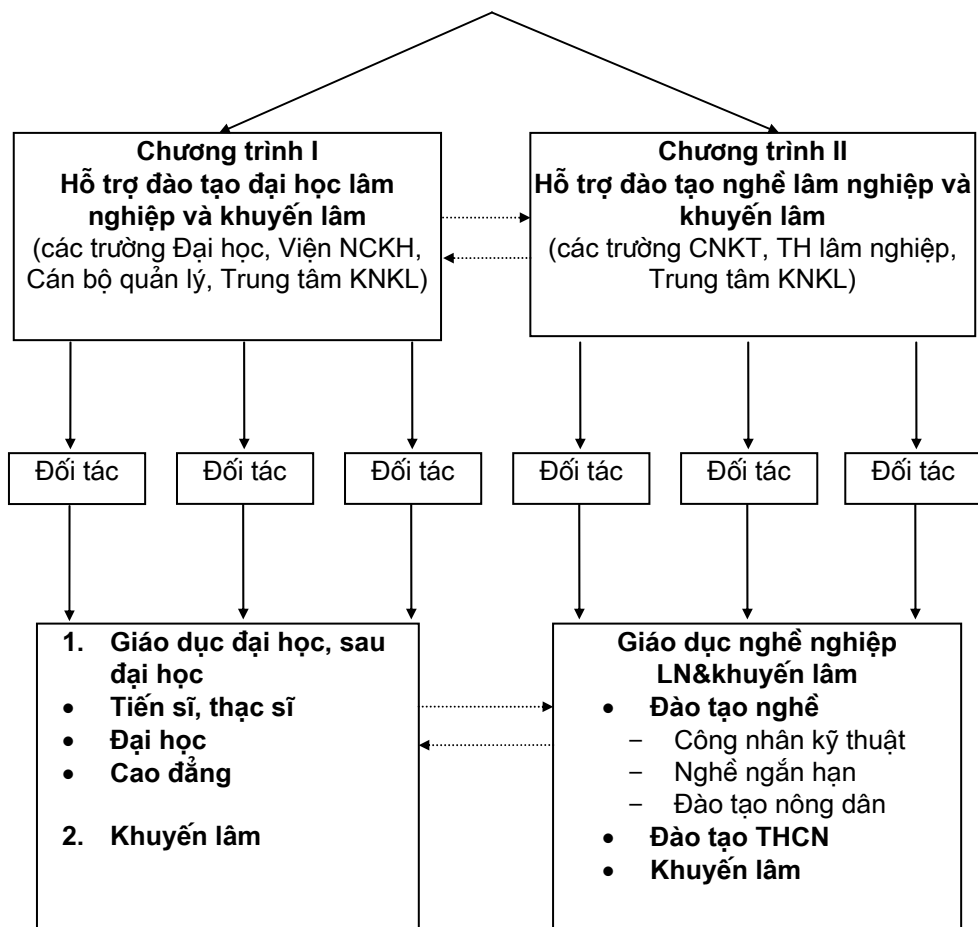 Chương trình I
Hỗ trợ đào tạo đại học lâm
nghiệp và khuyến lâm
(các trường Đại học, Viện NCKH,
Cán bộ quản lý, Trung tâm KNKL)
Chương trình II
Hỗ trợ đào tạo nghề lâm nghiệp và
khuyến lâm
(các trường CNKT, TH lâm nghiệp,
Trung tâm KNKL)
Đối tác
Đối tác
Đối tác
Đối tác
Đối tác
Đối tác
1. Giáo dục đại học, sau
đại học
• Tiến sĩ, thạc sĩ
• Đại học
• Cao đẳng
2. Khuyến lâm
Giáo dục nghề nghiệp
LN&khuyến lâm
• Đào tạo nghề
− Công nhân kỹ thuật
− Nghề ngắn hạn
− Đào tạo nông dân
• Đào tạo THCN
• Khuyến lâm